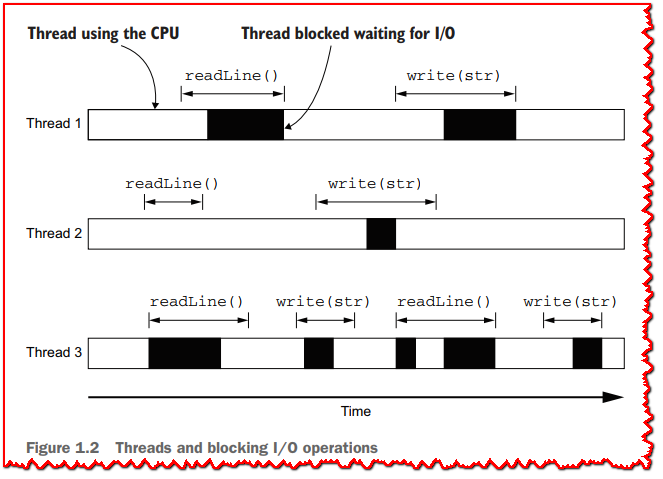 Thread using the CPU
Thread blocked waiting for I/O
readLine()
write(str)
Thread 1
readLine()
write(str)
Thread 2
readLine()
write(str)
readLine()
write(str)
Thread 3
Time
Figure 1.2 Threads and blocking I/O operations